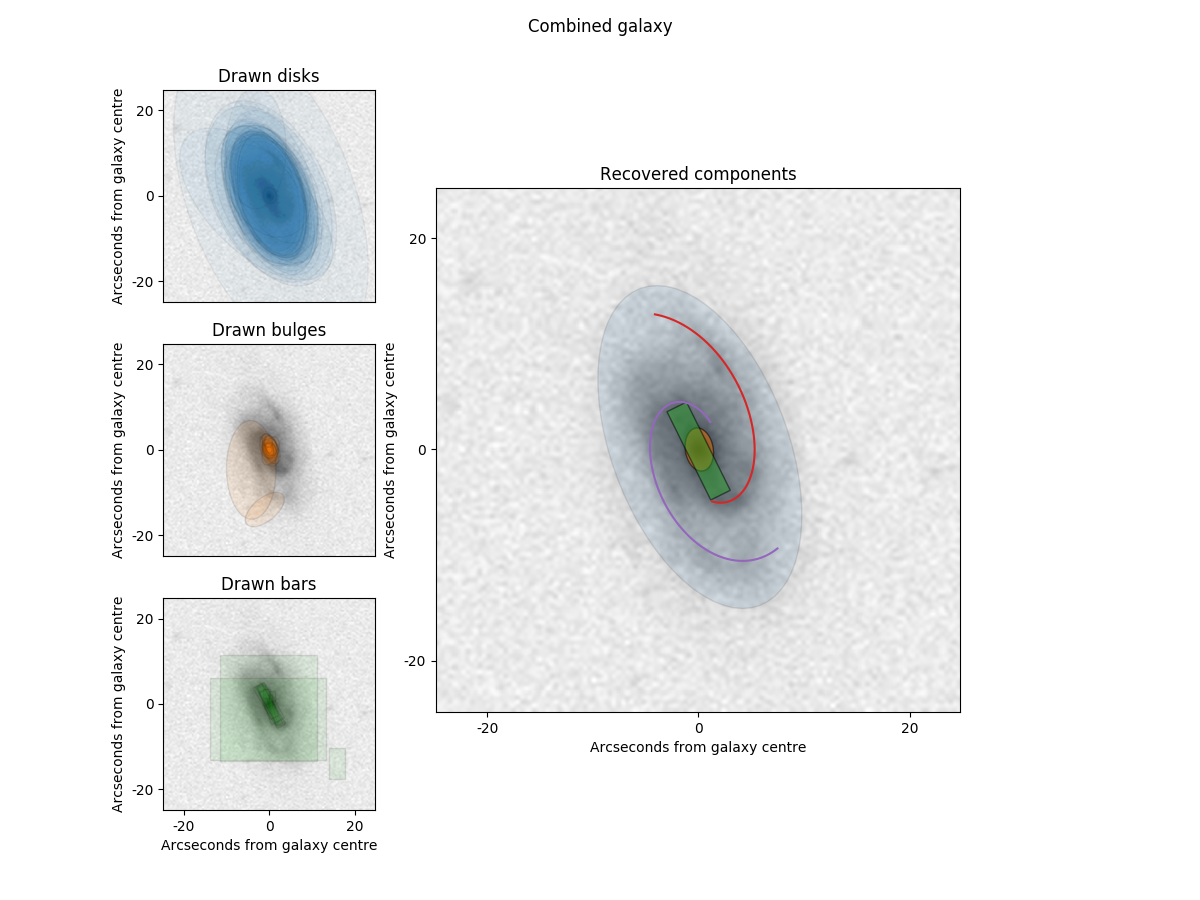 Combined galaxy
Drawn disks
Arcseconds from galaxy centre
20
0
-20
Drawn bulges
Arcseconds from galaxy centre
20
0
-20
Drawn bars
Arcseconds from galaxy centre
20
0
-20
-20 0 20
Arcseconds from galaxy centre
Recovered components
Arcseconds from galaxy centre
20
0
-20
-20 0 20
Arcseconds from galaxy centre